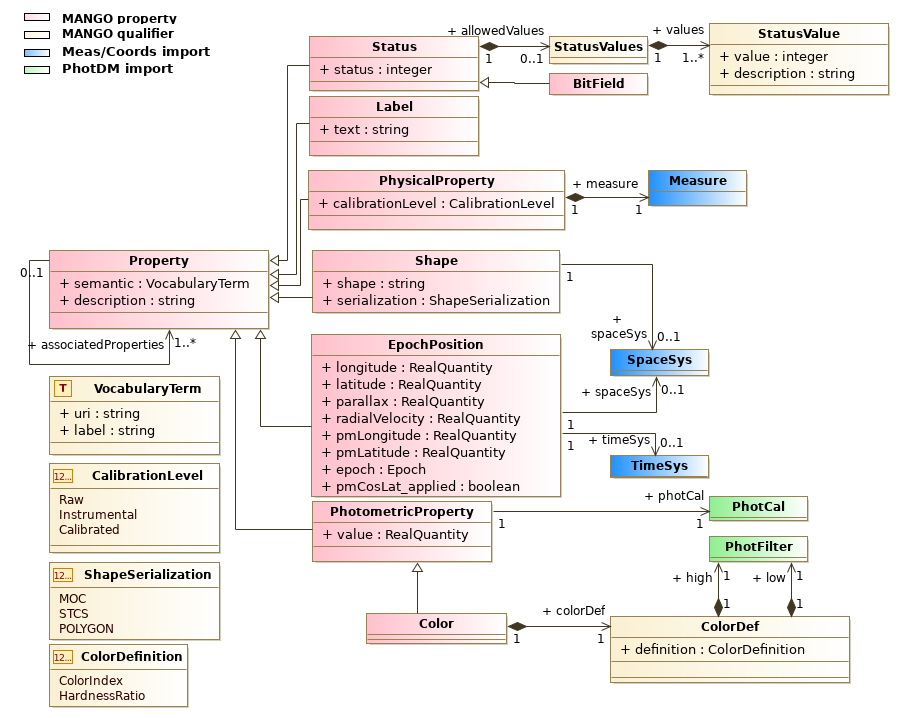 MANGO property
MANGO qualifier
Meas/Coords import
PhotDM import
Status
+ status : integer
+ allowedValues
1
0..1
StatusValues
+ values
1
1..*
StatusValue
+ value : integer
+ description : string
BitField
Label
+ text : string
PhysicalProperty
+ calibrationLevel : CalibrationLevel
+ measure
1
1
Measure
Property
+ semantic : VocabularyTerm
+ description : string
0..1
+ associatedProperties
1..*
Shape
+ shape : string
+ serialization : ShapeSerialization
1
+
spaceSys
0..1
SpaceSys
EpochPosition
+ longitude : RealQuantity
+ latitude : RealQuantity
+ parallax : RealQuantity
+ radialVelocity : RealQuantity
+ pmLongitude : RealQuantity
+ pmLatitude : RealQuantity
+ epoch : Epoch
+ pmCosLat_applied : boolean
+ spaceSys
0..1
1
1
+ timeSys
0..1
TimeSys
T
VocabularyTerm
+ uri : string
+ label : string
12...
CalibrationLevel
Raw
Instrumental
Calibrated
PhotometricProperty
+ value : RealQuantity
1
+ photCal
1
PhotCal
PhotFilter
+ high
1
+ low
1
1
1
12...
ShapeSerialization
MOC
STCS
POLYGON
Color
1
+ colorDef
1
ColorDef
+ definition : ColorDefinition
12...
ColorDefinition
ColorIndex
HardnessRatio